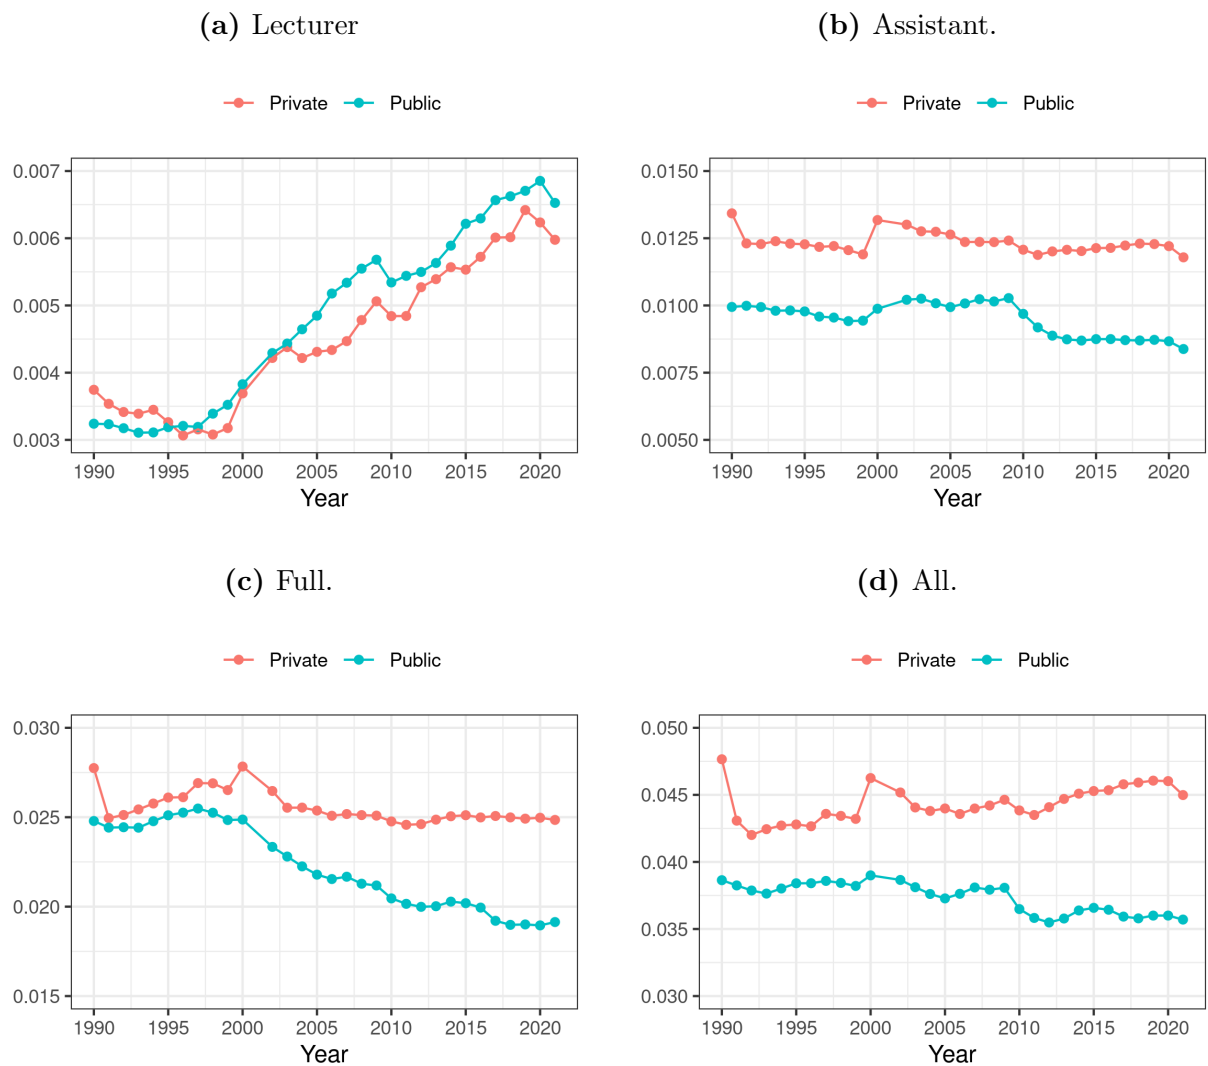 (a) Lecturer
Private Public
0.007
0.006
0.005
0.004
0.003
1990 1995 2000 2005 2010 2015 2020
Year
(b) Assistant.
Private Public
0.0150
0.0125
0.0100
0.0075
0.0050
1990 1995 2000 2005 2010 2015 2020
Year
(c) Full.
Private Public
0.030
0.025
0.020
0.015
1990 1995 2000 2005 2010 2015 2020
Year
(d) All.
Private Public
0.050
0.045
0.040
0.035
0.030
1990 1995 2000 2005 2010 2015 2020
Year